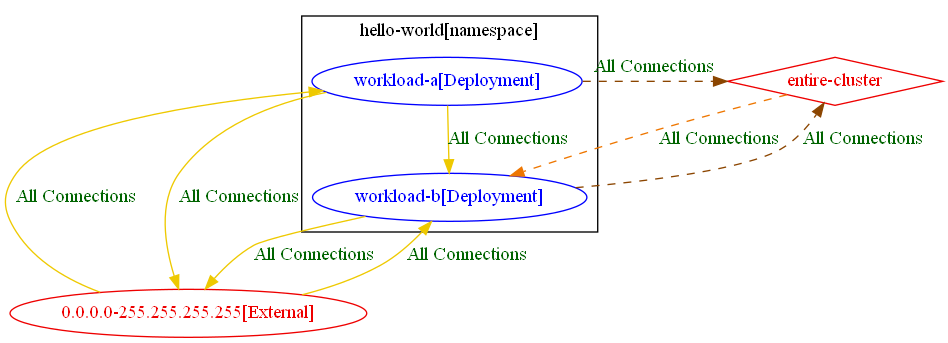 hello-world[namespace]
workload-a[Deployment]
All Connections
entire-cluster
All Connections
All Connections
All Connections
All Connections
All Connections
workload-b[Deployment]
All Connections
All Connections
0.0.0.0-255.255.255.255[External]